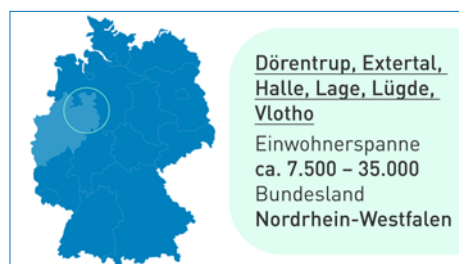 Dörentrup, Extertal,
Halle, Lage, Lügde,
Vlotho
Einwohnerspanne
ca. 7.500 – 35.000
Bundesland
Nordrhein-Westfalen